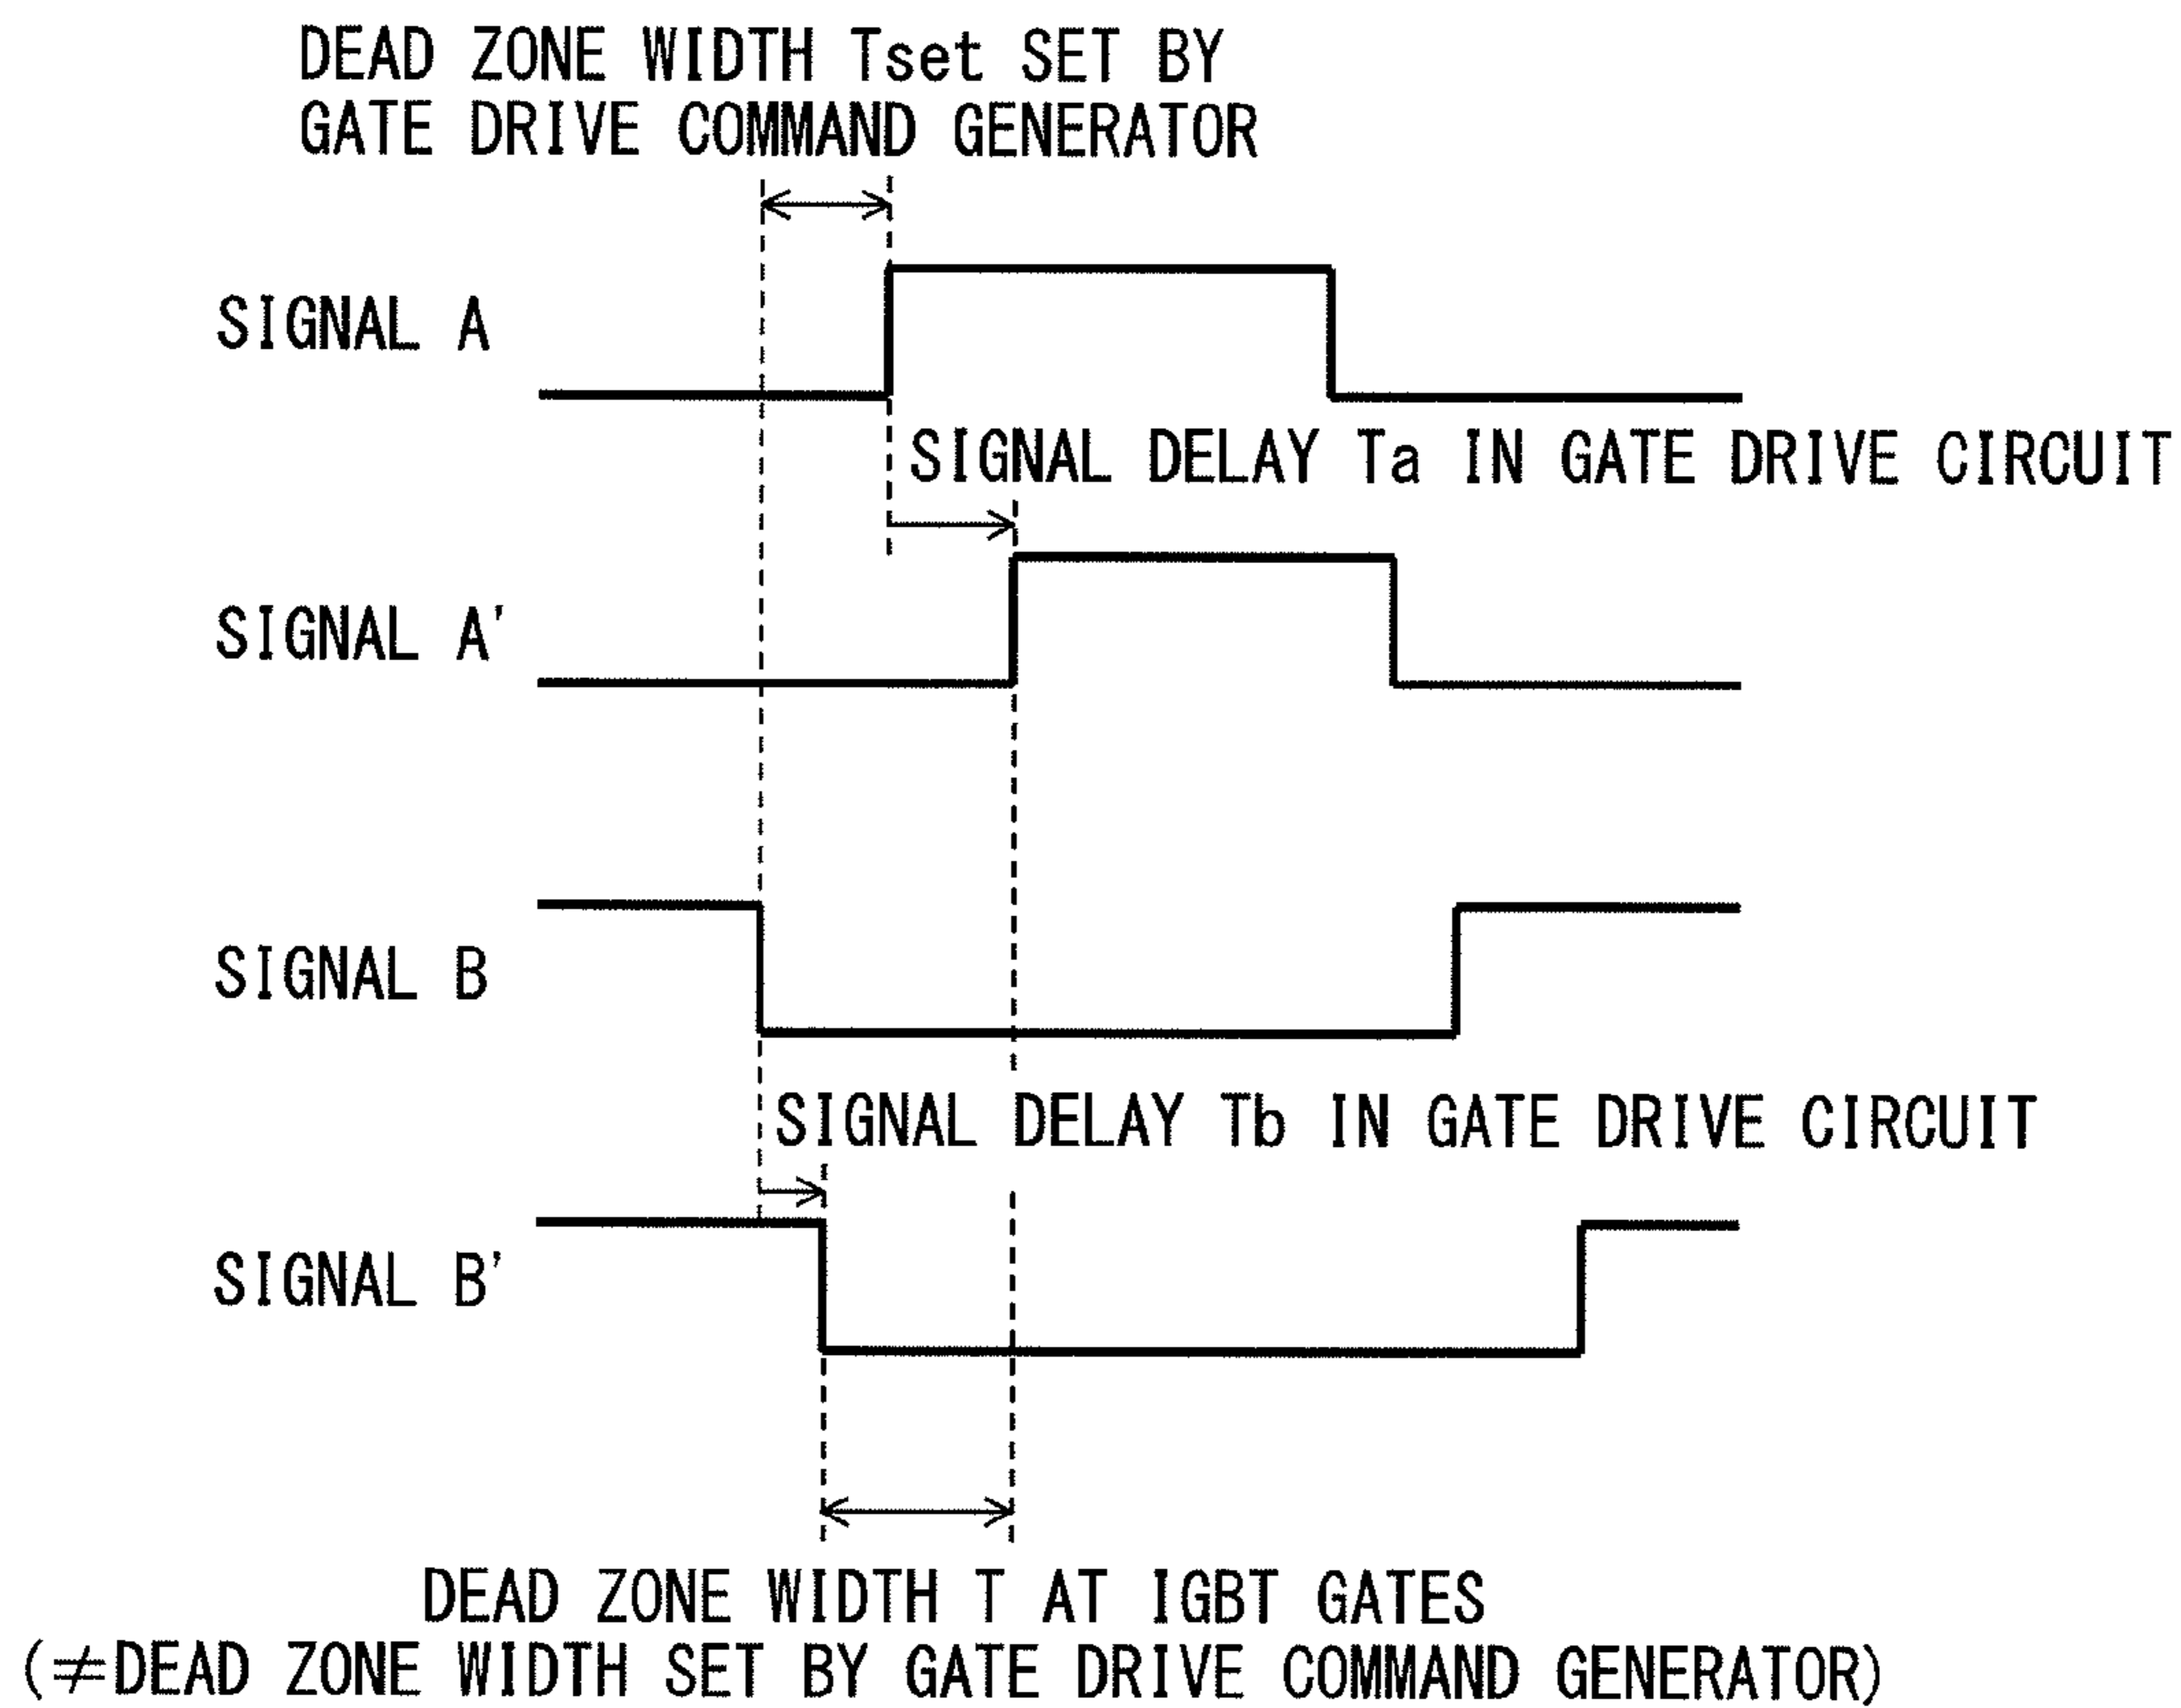 DEAD ZONE WIDTH Tset SET BY
GATE DRIVE COMMAND GENERATOR
SIGNAL A
SIGNAL DELAY Ta IN GATE DRIVE CIRCUIT
SIGNAL A'
SIGNAL B
SIGNAL DELAY Tb IN GATE DRIVE CIRCUIT
SIGNAL B'
DEAD ZONE WIDTH T AT IGBT GATES
(≠DEAD ZONE WIDTH SET BY GATE DRIVE COMMAND GENERATOR)